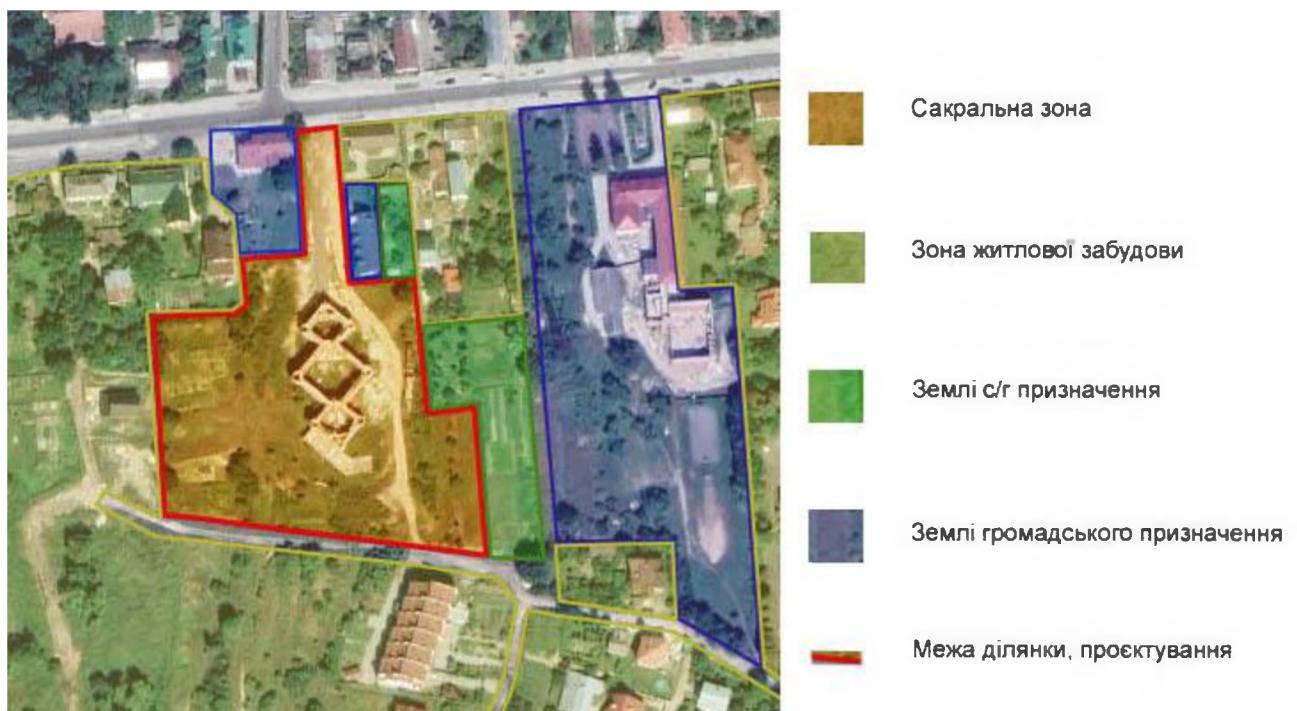 Сакральна зона
Зона житлової забудови
Землі с/г призначення
Землі громадського призначення
Межа ділянки, проєктування